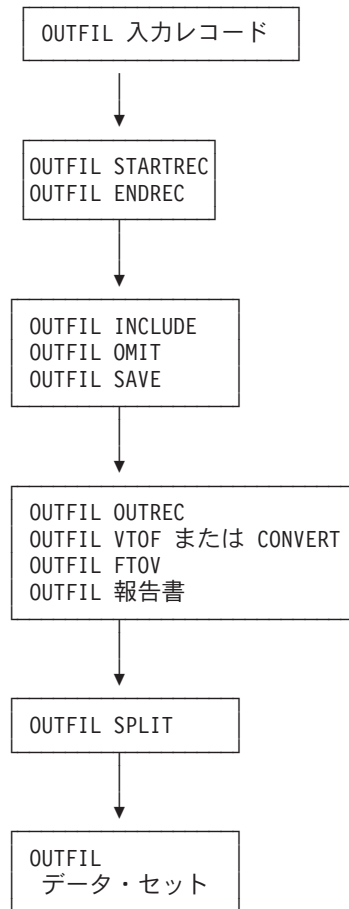 OUTFIL 入力レコード
OUTFIL STARTREC
OUTFIL ENDREC
OUTFIL INCLUDE
OUTFIL OMIT
OUTFIL SAVE
OUTFIL OUTREC
OUTFIL VTOF または CONVERT
OUTFIL FTOV
OUTFIL 報告書
OUTFIL SPLIT
OUTFIL
データ・セット